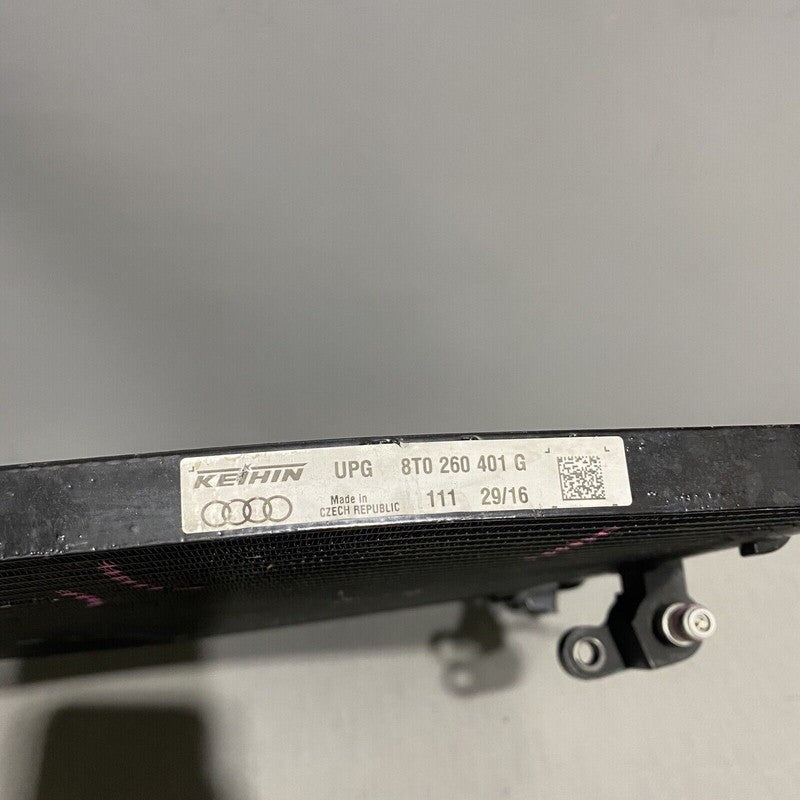 KEIHIN UPG 8T0 260 401 G
Made in
CZECH REPUBLIC 111 29/16